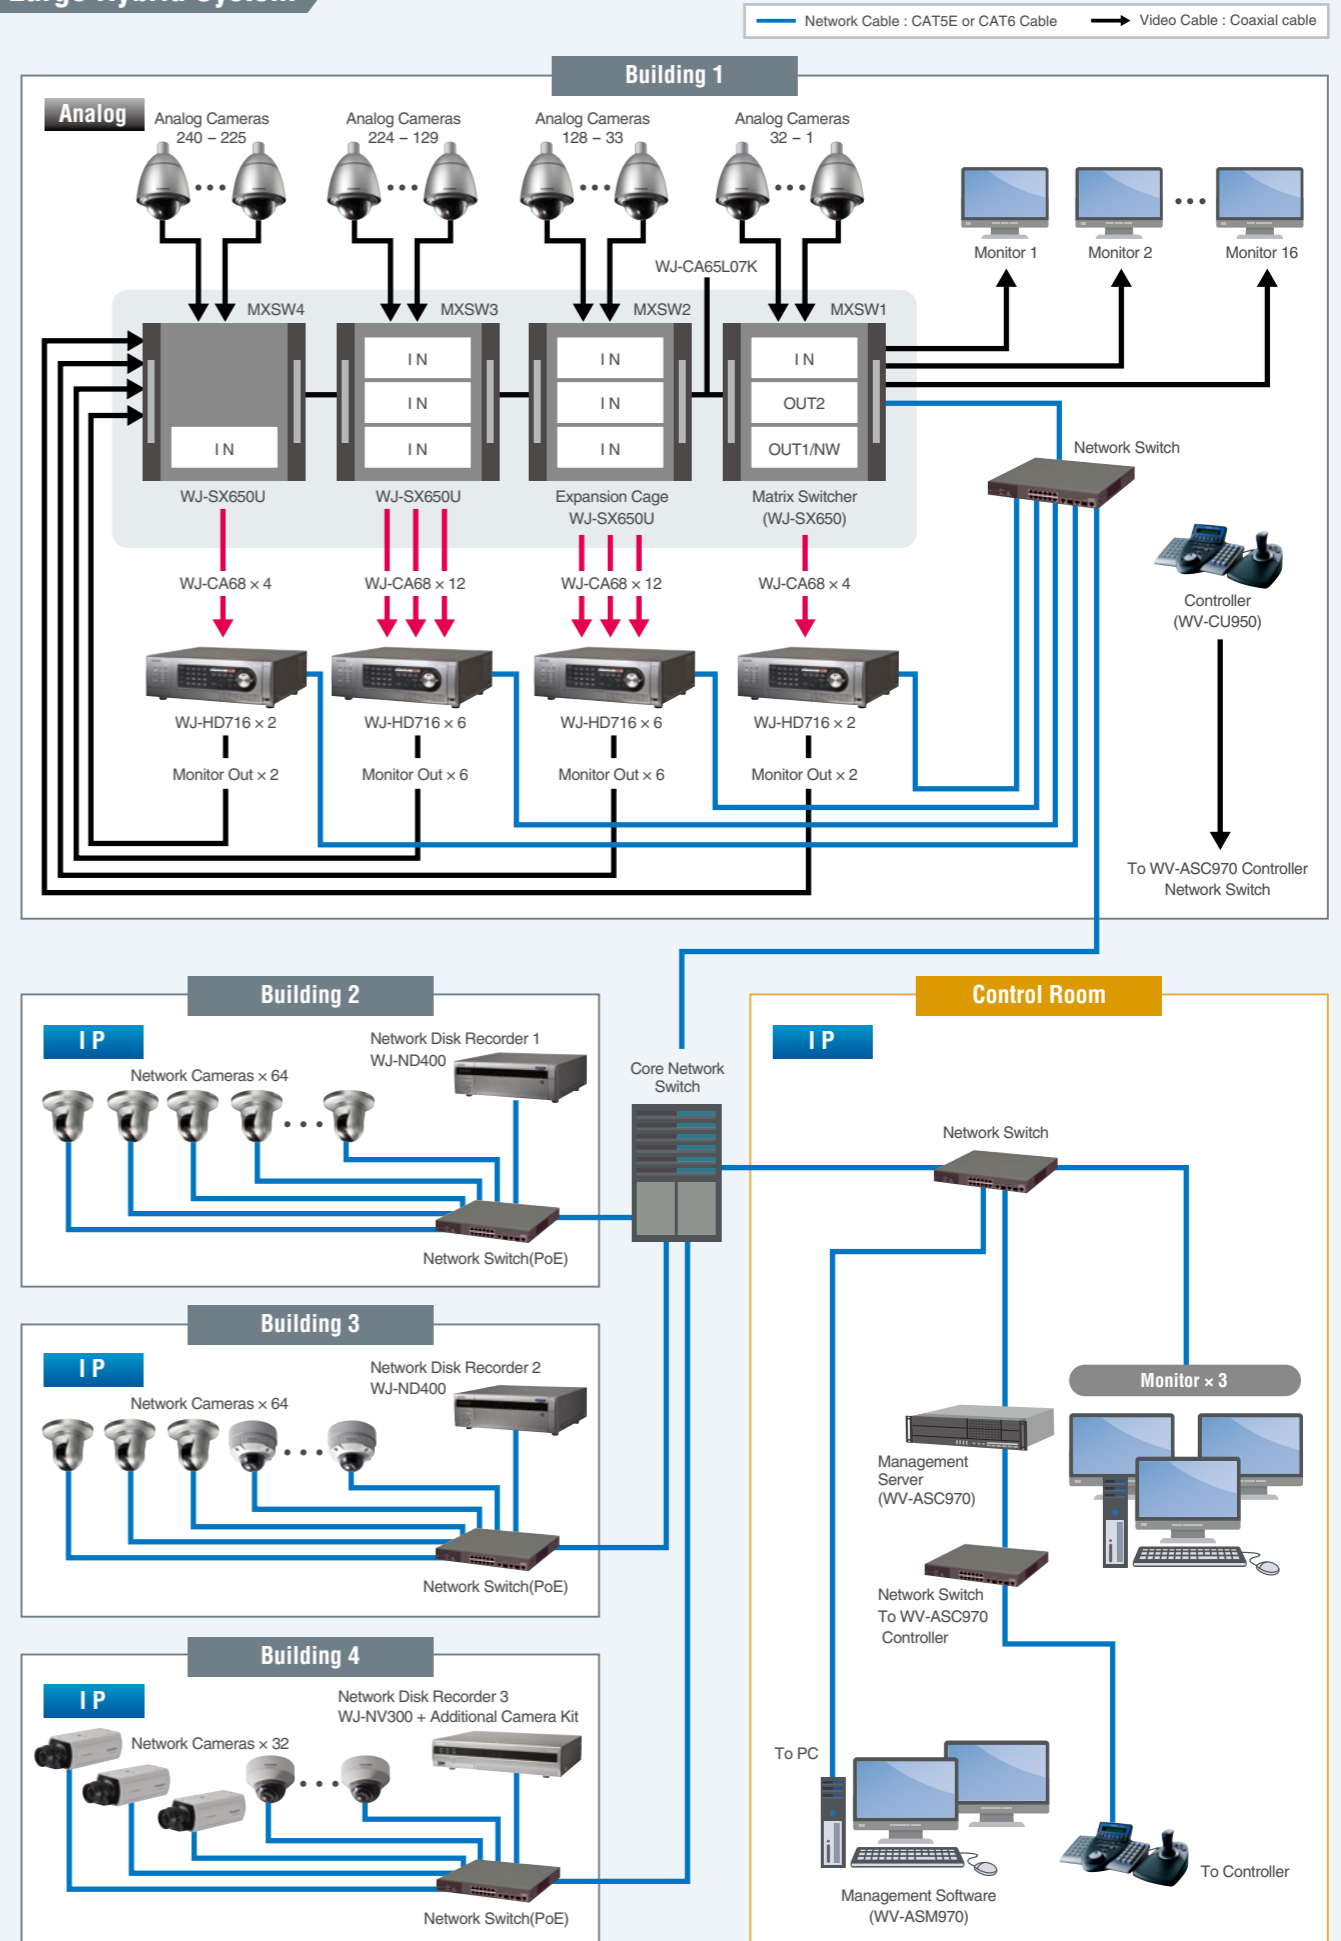 Large Hybrid System
Network Cable : CAT5E or CAT6 Cable
Video Cable : Coaxial cable
Building 1
Analog
Analog Cameras
240 – 225
Analog Cameras
224 – 129
Analog Cameras
128 – 33
Analog Cameras
32 – 1
Monitor 1
Monitor 2
Monitor 16
WJ-CA65L07K
MXSW4
MXSW3
MXSW2
MXSW1
IN
IN
IN
IN
IN
OUT2
IN
IN
IN
OUT1/NW
WJ-SX650U
WJ-SX650U
Expansion Cage
WJ-SX650U
Matrix Switcher
(WJ-SX650)
Network Switch
WJ-CA68 × 4
WJ-CA68 × 12
WJ-CA68 × 12
WJ-CA68 × 4
Controller
(WV-CU950)
WJ-HD716 × 2
WJ-HD716 × 6
WJ-HD716 × 6
WJ-HD716 × 2
Monitor Out × 2
Monitor Out × 6
Monitor Out × 6
Monitor Out × 2
To WV-ASC970 Controller
Network Switch
Building 2
IP
Network Cameras × 64
Network Disk Recorder 1
WJ-ND400
Network Switch(PoE)
Core Network
Switch
Building 3
IP
Network Cameras × 64
Network Disk Recorder 2
WJ-ND400
Network Switch(PoE)
Building 4
IP
Network Cameras × 32
Network Disk Recorder 3
WJ-NV300 + Additional Camera Kit
Network Switch(PoE)
Control Room
IP
Network Switch
Monitor × 3
Management
Server
(WV-ASC970)
Network Switch
To WV-ASC970
Controller
To PC
Management Software
(WV-ASM970)
To Controller